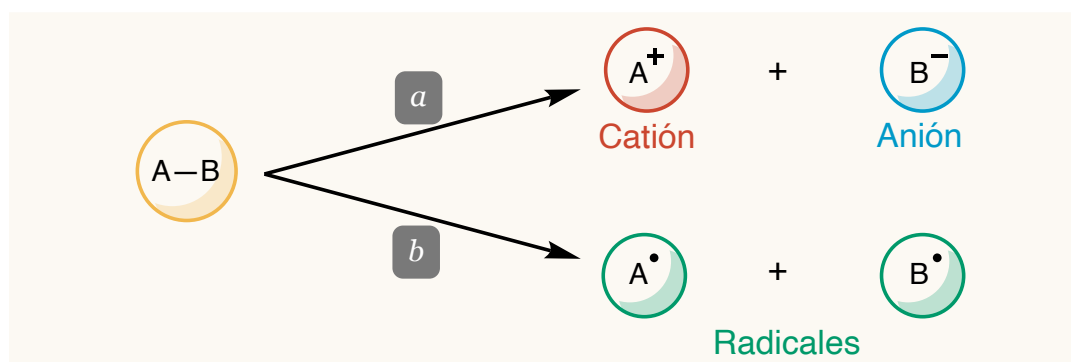 a
A+ + B−
Catión Anión
A—B
b
A• + B•
Radicales